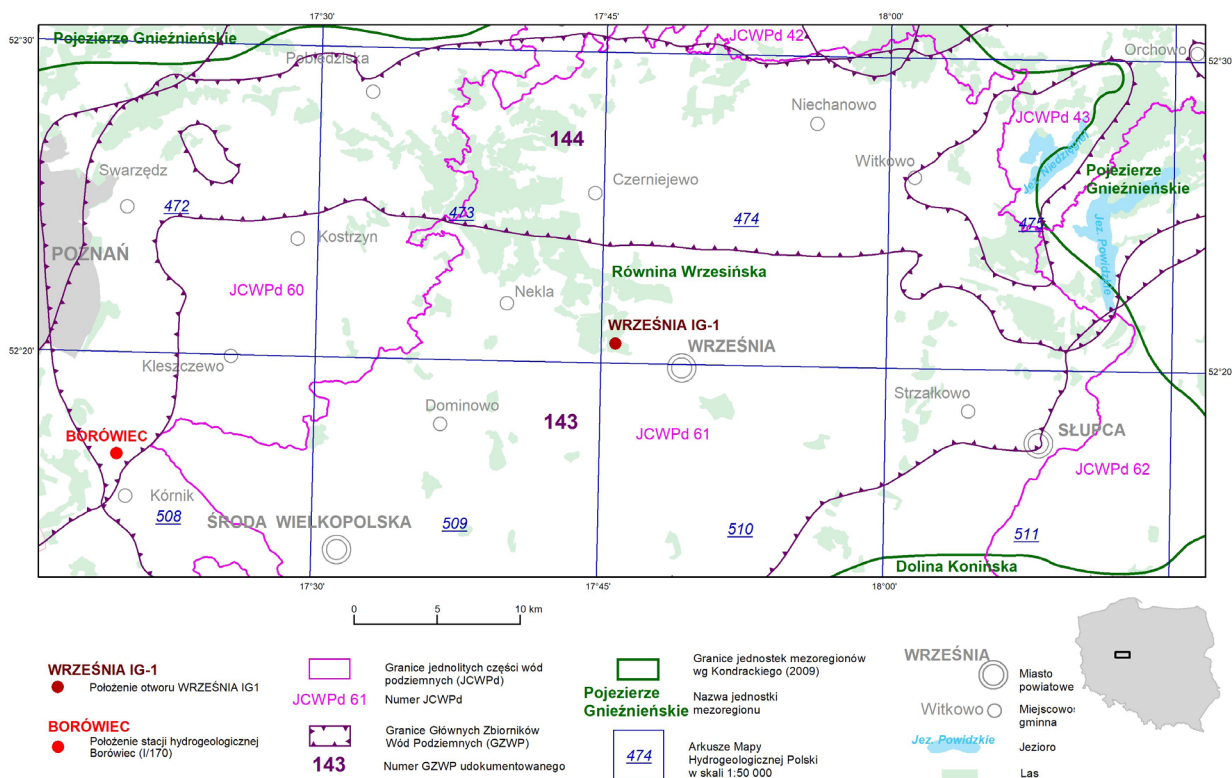 17°30' 17°45' 18°00'
52°30'
Pojezierze Gnieźnieńskie
JCWPd 42
Orchowo
52°30'
Pobiedziska
Niechanowo
JCWPd 43
144
Witkowo
Jez. Niedzięgiel
Swarzędz
Czerniejewo
Pojezierze
Gnieźnieńskie
472
473
474
475
POZNAŃ
Kostrzyn
Jez. Powidzkie
Równina Wrzesińska
JCWPd 60
Nekla
WRZEŚNIA IG-1
WRZEŚNIA
52°20'
52°20'
Kleszczewo
Strzałkowo
Dominowo
143
BORÓWIEC
JCWPd 61
SŁUPCA
JCWPd 62
Kórnik
508
ŚRODA WIELKOPOLSKA
509
510
511
Dolina Konińska
17°30' 17°45' 18°00'
0 5 10 km
WRZEŚNIA IG-1
Położenie otworu WRZEŚNIA IG1
BORÓWIEC
Położenie stacji hydrogeologicznej
Borówiec (I/170)
Granice jednolitych części wód
podziemnych (JCWPd)
JCWPd 61
Numer JCWPd
Granice Głównych Zbiorników
Wód Podziemnych (GZWP)
143
Numer GZWP udokumentowanego
Granice jednostek mezoregionów
wg Kondrackiego (2009)
Pojezierze
Gnieźnieńskie
Nazwa jednostki
mezoregionu
474
Arkusze Mapy
Hydrogeologicznej Polski
w skali 1:50 000
WRZEŚNIA
Miasto
powiatowe
Witkowo
Miejscowoś
gminna
Jez. Powidzkie
Jezioro
Las